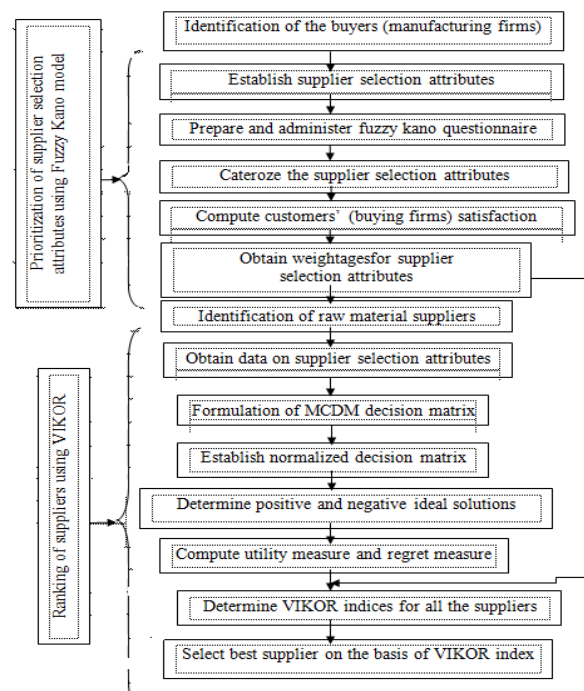 Identification of the buyers (manufacturing firms)
Prioritization of supplier selection
attributes using Fuzzy Kano model
Establish supplier selection attributes
Prepare and administer fuzzy kano questionnaire
Cateroze the supplier selection attributes
Compute customers' (buying firms) satisfaction
Obtain weightagesfor supplier
selection attributes
Identification of raw material suppliers
Ranking of suppliers using VIKOR
Obtain data on supplier selection attributes
Formulation of MCDM decision matrix
Establish normalized decision matrix
Determine positive and negative ideal solutions
Compute utility measure and regret measure
Determine VIKOR indices for all the suppliers
Select best supplier on the basis of VIKOR index